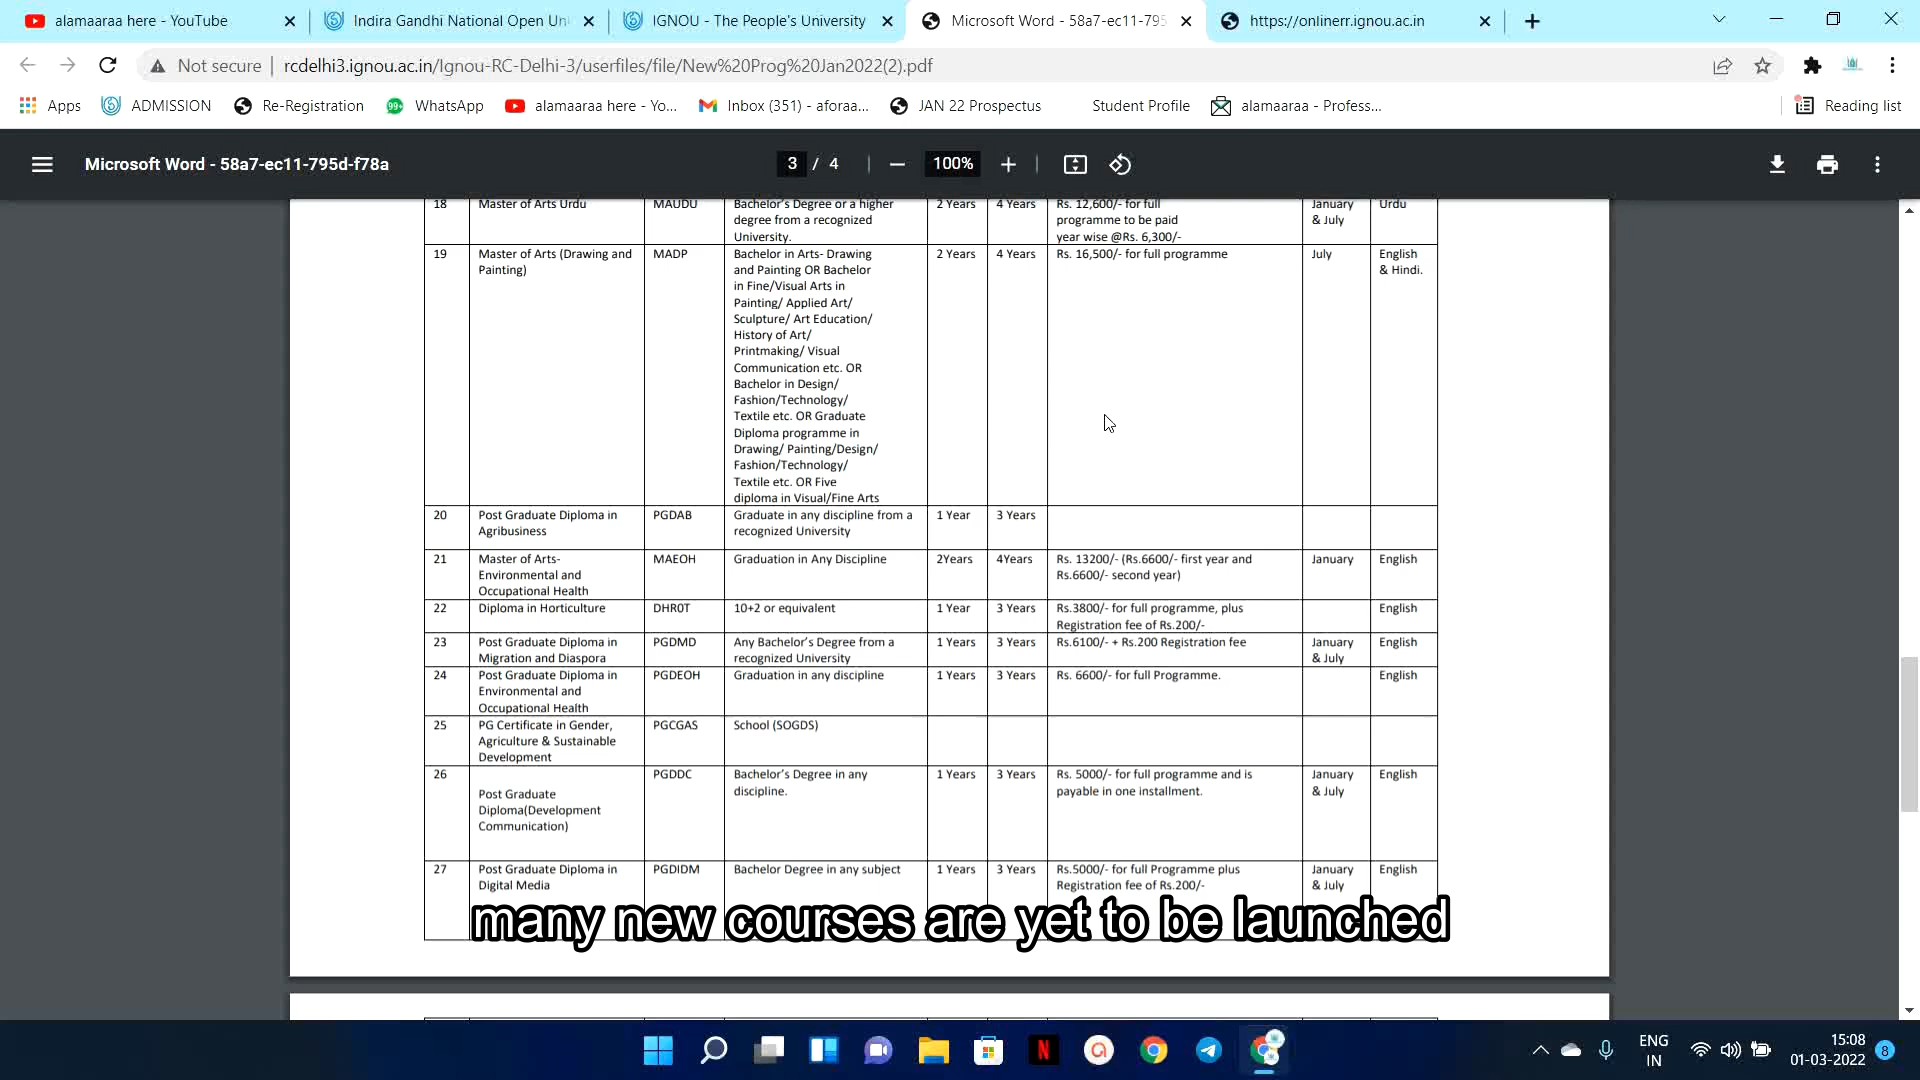 alamaaraa here - YouTube
Indira Gandhi National Open Un
IGNOU - The People's University
Microsoft Word - 58a7-ec11-795
https://onlinerr.ignou.ac.in
Not secure rcdelhi3.ignou.ac.in/Ignou-RC-Delhi-3/userfiles/file/New%20Prog%20Jan2022(2).pdf
Apps ADMISSION Re-Registration 99+ WhatsApp alamaaraa here - Yo... Inbox (351) - aforaa... JAN 22 Prospectus Student Profile alamaaraa - Profess... Reading list
Microsoft Word - 58a7-ec11-795d-f78a 3 / 4 100%
18 Master of Arts Urdu MAUDU Bachelor's Degree or a higher 2 Years 4 Years Rs. 12,600/- for full January Urdu
degree from a recognized programme to be paid & July
University. year wise @Rs. 6,300/-
19 Master of Arts (Drawing and MADP Bachelor in Arts- Drawing 2 Years 4 Years Rs. 16,500/- for full programme July English
Painting) and Painting OR Bachelor & Hindi.
in Fine/Visual Arts in
Painting/ Applied Art/
Sculpture/ Art Education/
History of Art/
Printmaking/ Visual
Communication etc. OR
Bachelor in Design/
Fashion/Technology/
Textile etc. OR Graduate
Diploma programme in
Drawing/ Painting/Design/
Fashion/Technology/
Textile etc. OR Five
diploma in Visual/Fine Arts
20 Post Graduate Diploma in PGDAB Graduate in any discipline from a 1 Year 3 Years
Agribusiness recognized University
21 Master of Arts- MAEOH Graduation in Any Discipline 2Years 4Years Rs. 13200/- (Rs.6600/- first year and January English
Environmental and Rs.6600/- second year)
Occupational Health
22 Diploma in Horticulture DHR0T 10+2 or equivalent 1 Year 3 Years Rs.3800/- for full programme, plus English
Registration fee of Rs.200/-
23 Post Graduate Diploma in PGDMD Any Bachelor's Degree from a 1 Years 3 Years Rs.6100/- + Rs.200 Registration fee January English
Migration and Diaspora recognized University & July
24 Post Graduate Diploma in PGDEOH Graduation in any discipline 1 Years 3 Years Rs. 6600/- for full Programme. English
Environmental and
Occupational Health
25 PG Certificate in Gender, PGCGAS School (SOGDS)
Agriculture & Sustainable
Development
26 PGDDC Bachelor's Degree in any 1 Years 3 Years Rs. 5000/- for full programme and is January English
Post Graduate discipline. payable in one installment. & July
Diploma(Development
Communication)
27 Post Graduate Diploma in PGDIDM Bachelor Degree in any subject 1 Years 3 Years Rs.5000/- for full Programme plus January English
Digital Media Registration fee of Rs.200/- & July
many new courses are yet to be launched
ENG 15:08
IN 01-03-2022 8